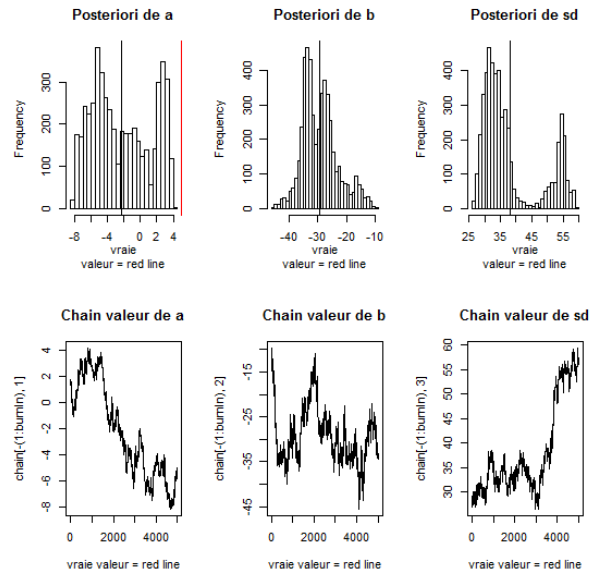 Posteriori de a
Posteriori de b
Posteriori de sd
Frequency
0 100 200 300
-8 -4 0 2 4
vraie
valeur = red line
Frequency
0 100 200 300 400
-40 -30 -20 -10
vraie
valeur = red line
Frequency
0 100 200 300 400
25 35 45 55
vraie
valeur = red line
Chain valeur de a
Chain valeur de b
Chain valeur de sd
chain[-(1:burnIn), 1]
-8 -6 -4 -2 0 2 4
0 2000 4000
vraie valeur = red line
chain[-(1:burnIn), 2]
-45 -35 -25 -15
0 2000 4000
vraie valeur = red line
chain[-(1:burnIn), 3]
30 35 40 45 50 55 60
0 2000 4000
vraie valeur = red line